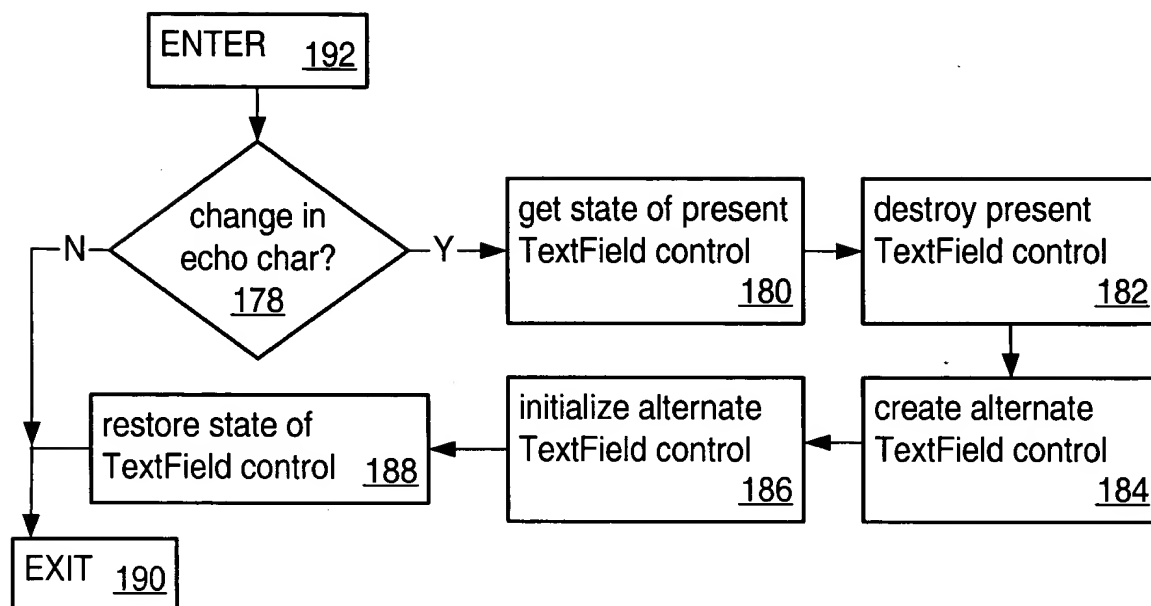 ENTER 192
change in
echo char?
178
N
Y
get state of present
TextField control
180
destroy present
TextField control
182
create alternate
TextField control
184
initialize alternate
TextField control
186
restore state of
TextField control 188
EXIT 190